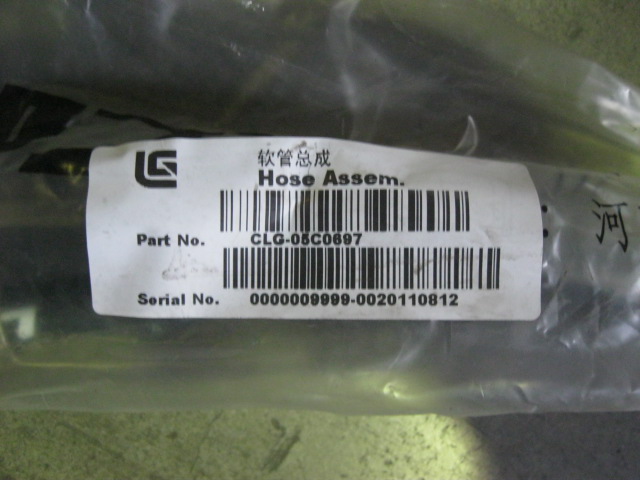 软管总成
Hose Assem.
Part No. CLG-05C0697
Serial No. 0000009999-0020110812
河